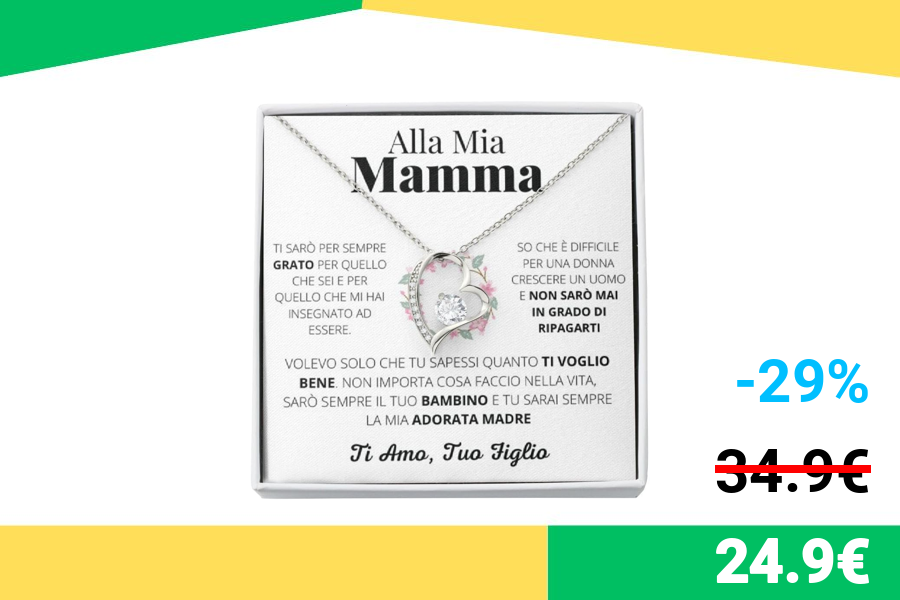 Alla Mia
Mamma
TI SARÒ PER SEMPRE
GRATO PER QUELLO
CHE SEI E PER
QUELLO CHE MI HAI
INSEGNATO AD
ESSERE.
SO CHE È DIFFICILE
PER UNA DONNA
CRESCERE UN UOMO
E NON SARÒ MAI
IN GRADO DI
RIPAGARTI
VOLEVO SOLO CHE TU SAPESSI QUANTO TI VOGLIO
BENE. NON IMPORTA COSA FACCIO NELLA VITA,
SARÒ SEMPRE IL TUO BAMBINO E TU SARAI SEMPRE
LA MIA ADORATA MADRE
Ti Amo, Tuo Figlio
-29%
34.9€
24.9€